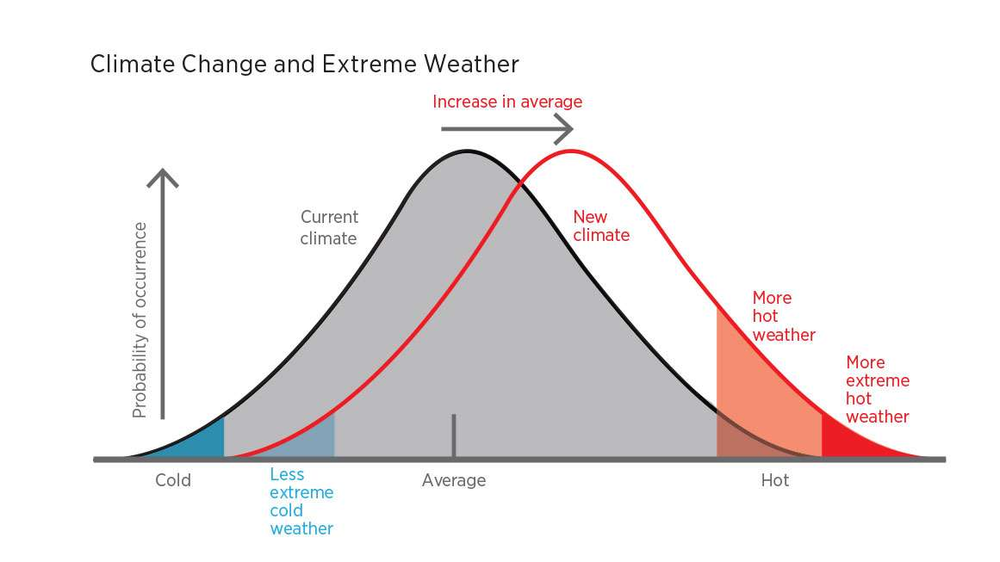 Climate Change and Extreme Weather
Increase in average
Probability of occurrence
Current
climate
New
climate
More
hot
weather
More
extreme
hot
weather
Cold
Less
extreme
cold
weather
Average
Hot